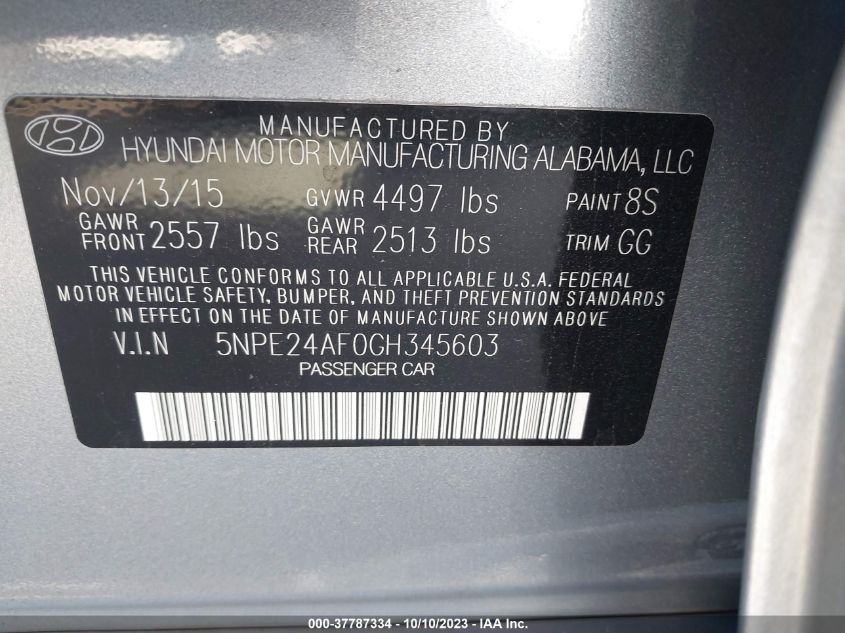 MANUFACTURED BY
HYUNDAI MOTOR MANUFACTURING ALABAMA, LLC
Nov/13/15 GVWR 4497 lbs PAINT 8S
GAWR FRONT 2557 lbs GAWR REAR 2513 lbs TRIM GG
THIS VEHICLE CONFORMS TO ALL APPLICABLE U.S.A. FEDERAL
MOTOR VEHICLE SAFETY, BUMPER, AND THEFT PREVENTION STANDARDS
IN EFFECT ON THE DATE OF MANUFACTURE SHOWN ABOVE
V.I.N 5NPE24AF0GH345603
PASSENGER CAR
000-37787334 - 10/10/2023 - IAA Inc.